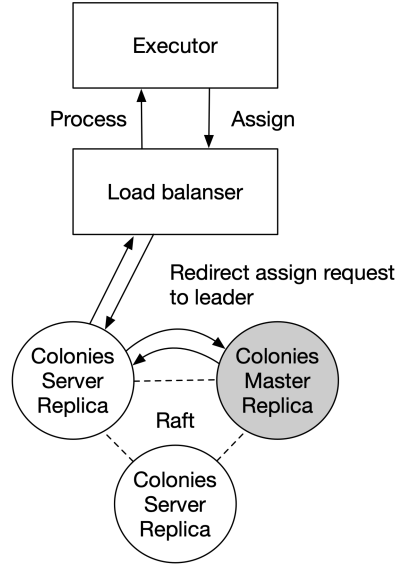 Executor
Process
Assign
Load balanser
Redirect assign request
to leader
Colonies
Server
Replica
Colonies
Master
Replica
Raft
Colonies
Server
Replica